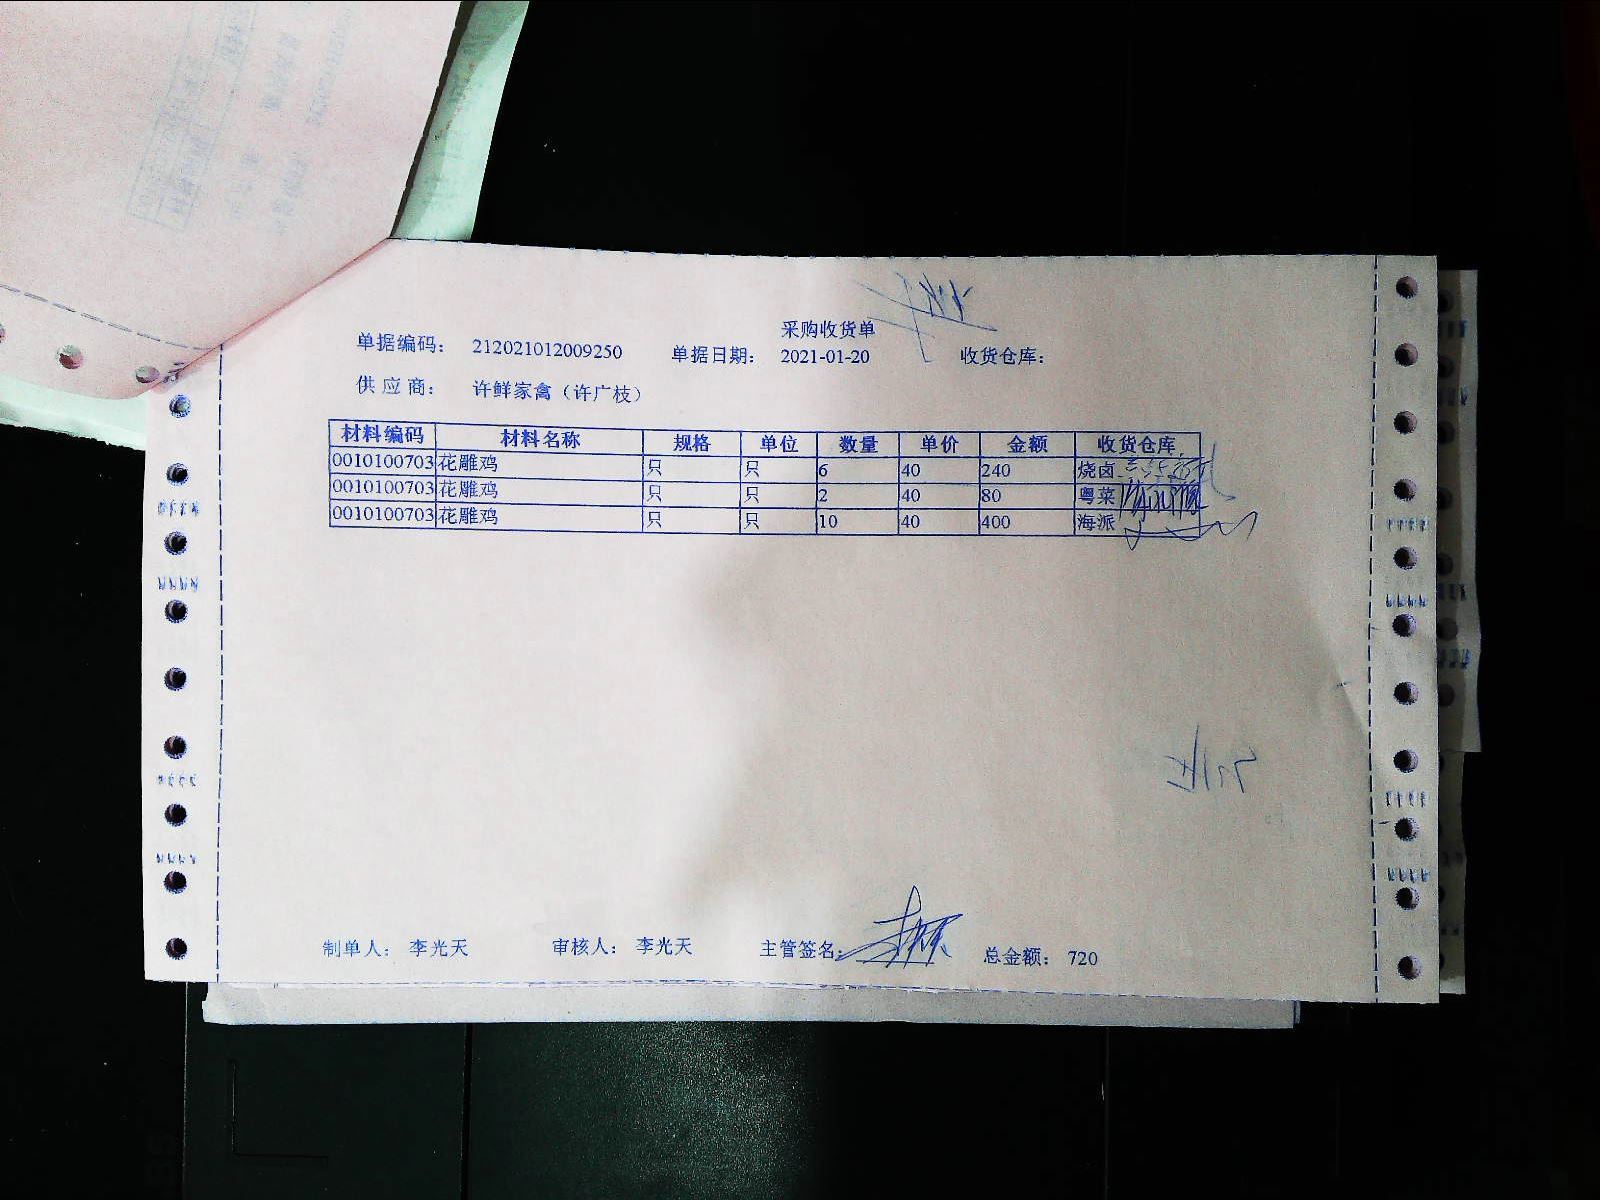 采购收货单
单据编码： 212021012009250 单据日期： 2021-01-20 收货仓库：
供应商： 许鲜家禽（许广枝）
材料编码 材料名称 规格 单位 数量 单价 金额 收货仓库
0010100703 花雕鸡 只 只 6 40 240 烧卤
0010100703 花雕鸡 只 只 2 40 80 粤菜
0010100703 花雕鸡 只 只 10 40 400 海派
制单人： 李光天 审核人： 李光天 主管签名： 总金额： 720